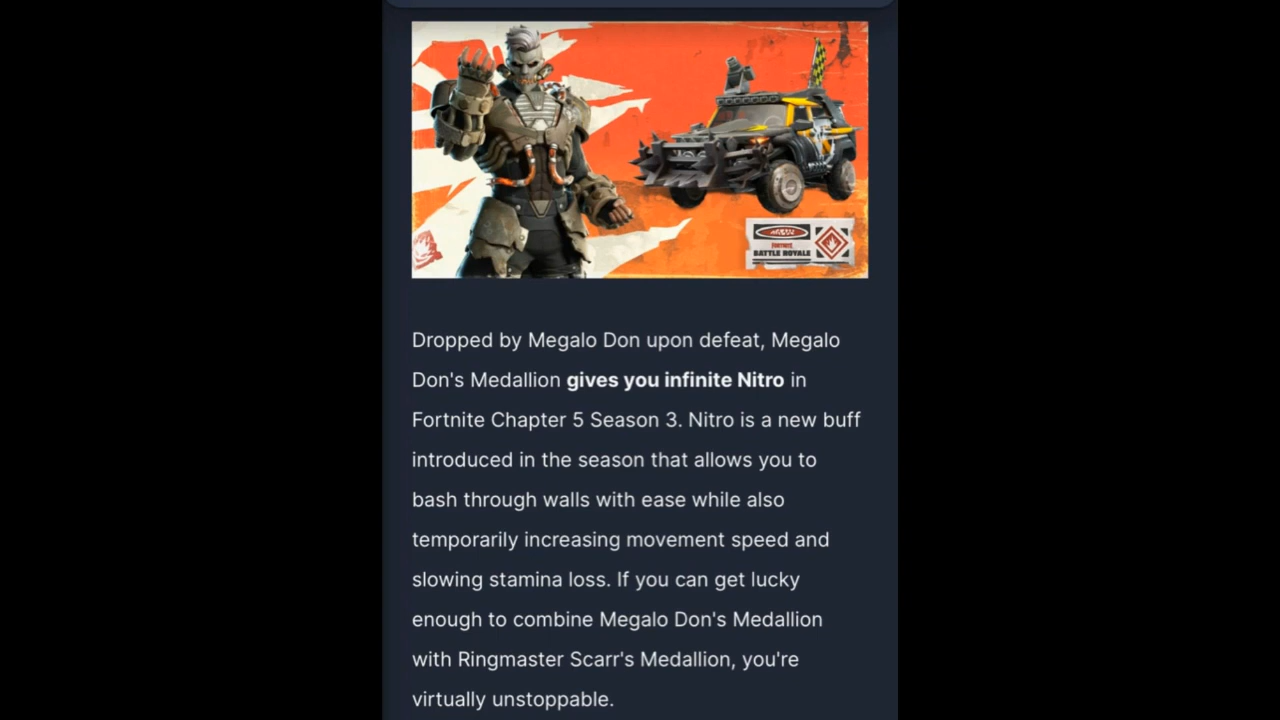 FORTNITE
BATTLE ROYALE
Dropped by Megalo Don upon defeat, Megalo
Don's Medallion gives you infinite Nitro in
Fortnite Chapter 5 Season 3. Nitro is a new buff
introduced in the season that allows you to
bash through walls with ease while also
temporarily increasing movement speed and
slowing stamina loss. If you can get lucky
enough to combine Megalo Don's Medallion
with Ringmaster Scarr's Medallion, you're
virtually unstoppable.